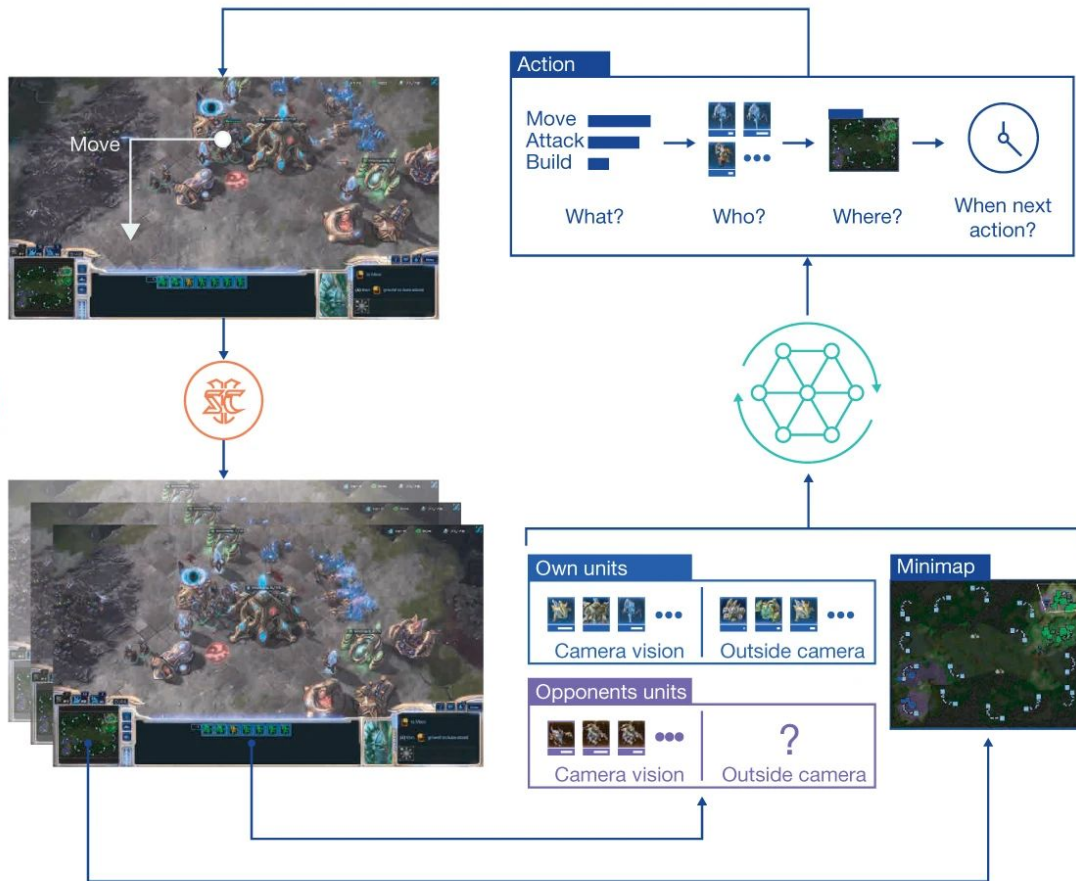 Action
Move
Attack
Build
What?
Who?
Where?
When next
action?
Move
SC
Own units
Camera vision
Outside camera
Minimap
Opponents units
Camera vision
?
Outside camera